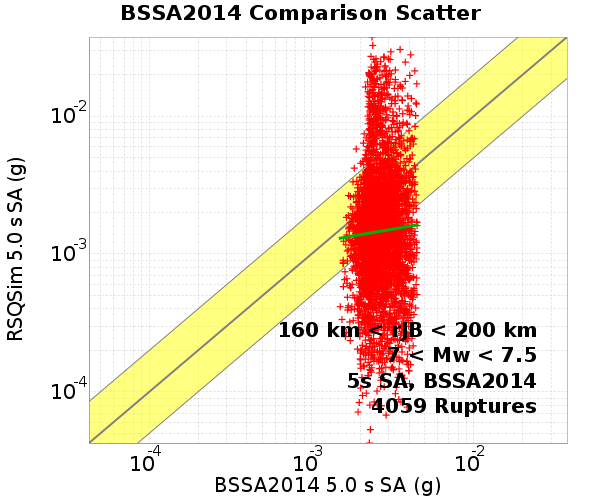 BSSA2014 Comparison Scatter
RSQSim 5.0 s SA (g)
10-2
10-3
10-4
160 km < rJB < 200 km
7 < Mw < 7.5
5s SA, BSSA2014
4059 Ruptures
10-4 10-3 10-2
BSSA2014 5.0 s SA (g)